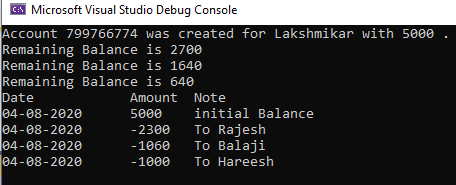 Microsoft Visual Studio Debug Console
Account 799766774 was created for Lakshmikar with 5000 .
Remaining Balance is 2700
Remaining Balance is 1640
Remaining Balance is 640
Date Amount Note
04-08-2020 5000 initial Balance
04-08-2020 -2300 To Rajesh
04-08-2020 -1060 To Balaji
04-08-2020 -1000 To Hareesh